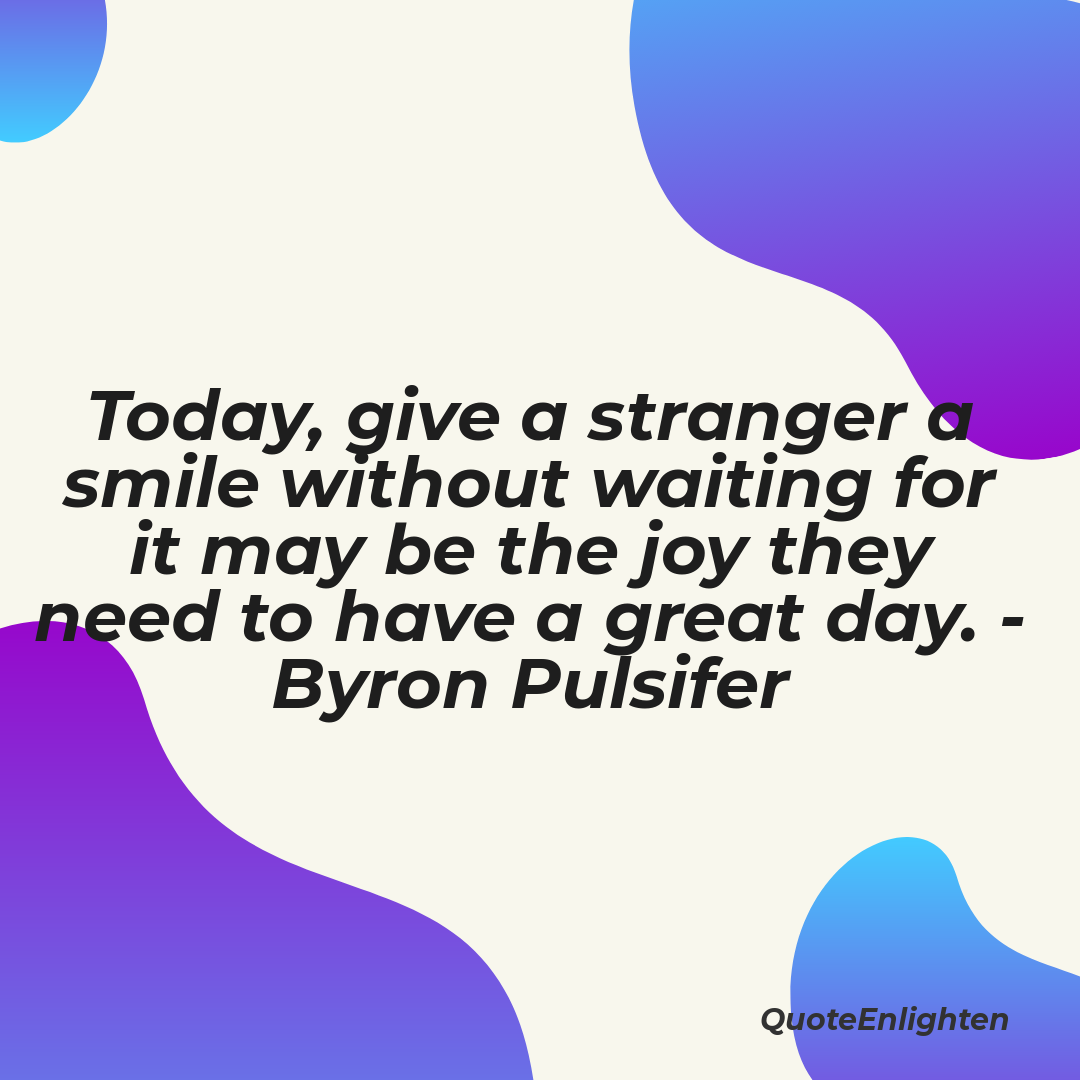 Today, give a stranger a
smile without waiting for
it may be the joy they
need to have a great day. -
Byron Pulsifer
QuoteEnlighten